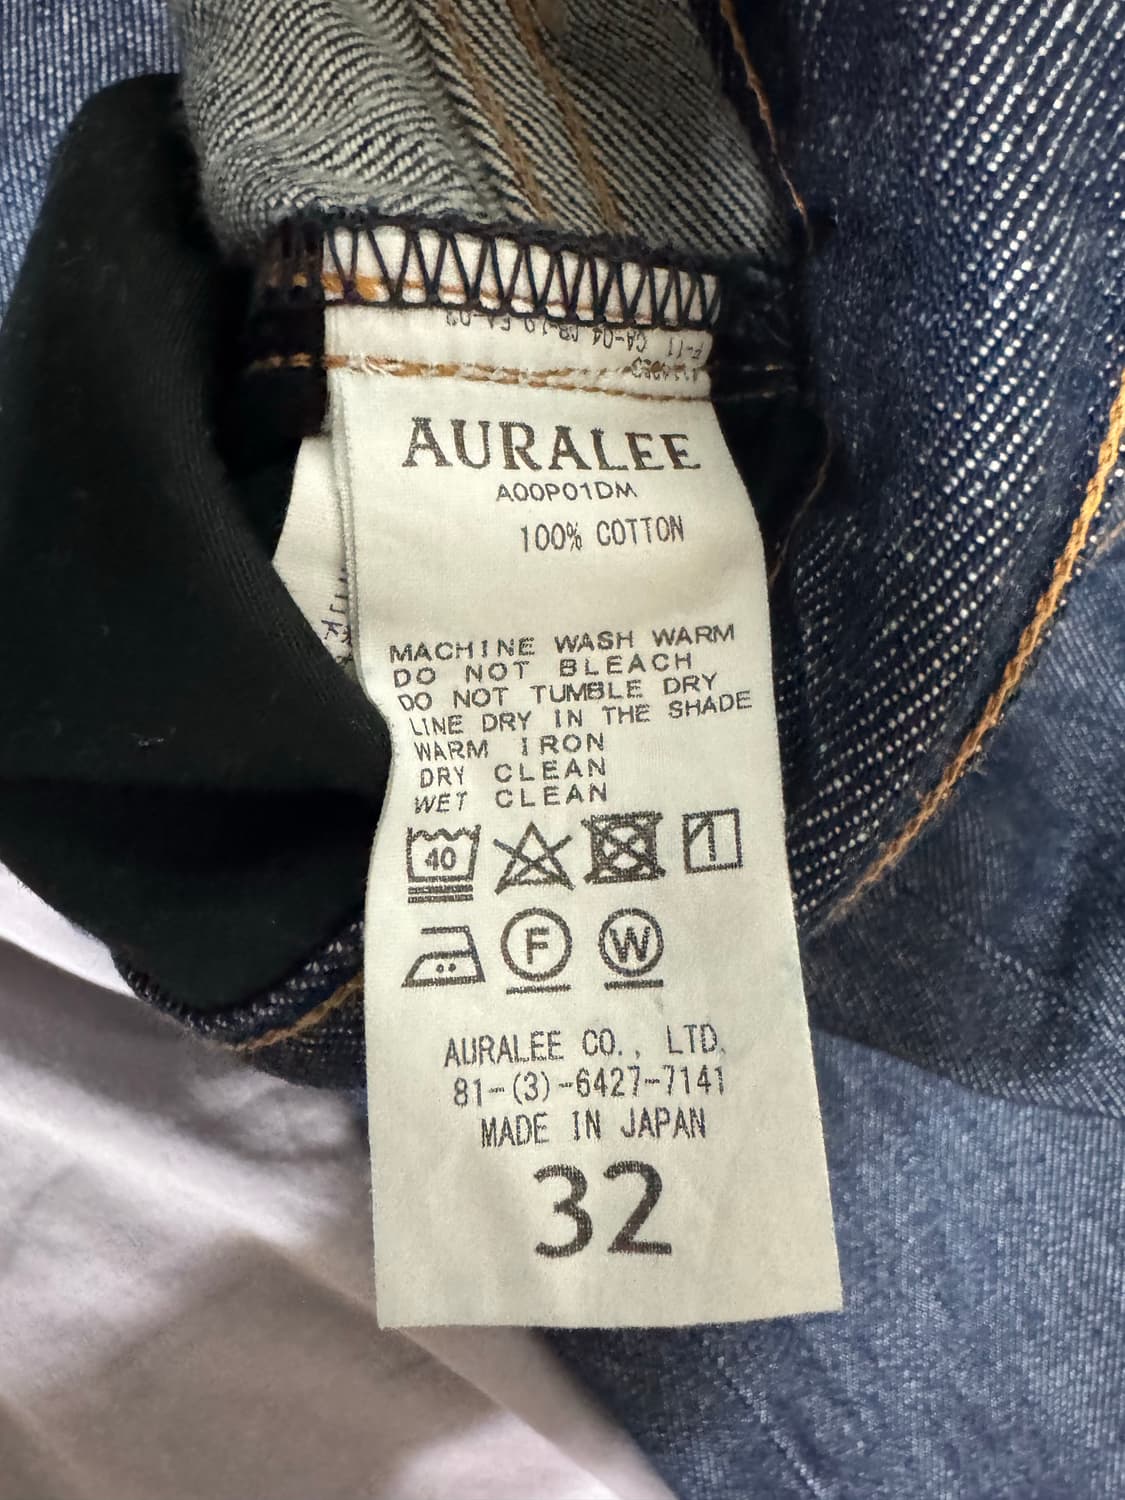 AURALEE
A00P01DM
100% COTTON
MACHINE WASH WARM
DO NOT BLEACH
DO NOT TUMBLE DRY
LINE DRY IN THE SHADE
WARM IRON
DRY CLEAN
WET CLEAN
40
F W
AURALEE CO., LTD.
81-(3)-6427-7141
MADE IN JAPAN
32